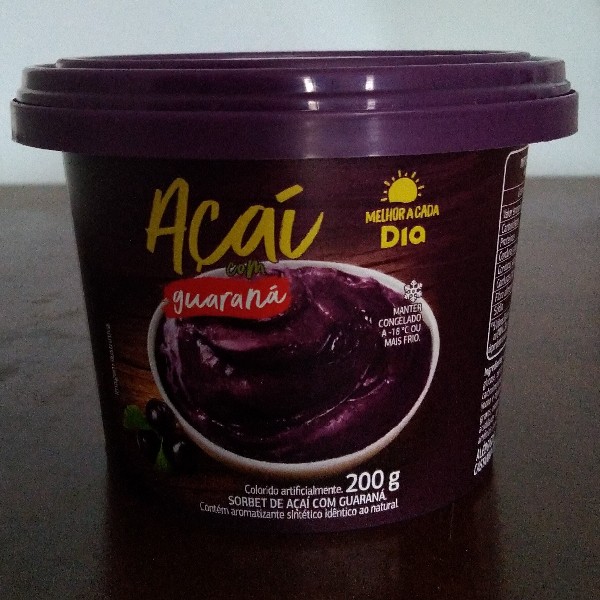 Açaí
com
guaraná
MELHOR A CADA
Dia
MANTER
CONGELADO
A -18 °C OU
MAIS FRIO.
Colorido artificialmente. 200 g
SORBET DE AÇAÍ COM GUARANÁ.
Contém aromatizante sintético idêntico ao natural.